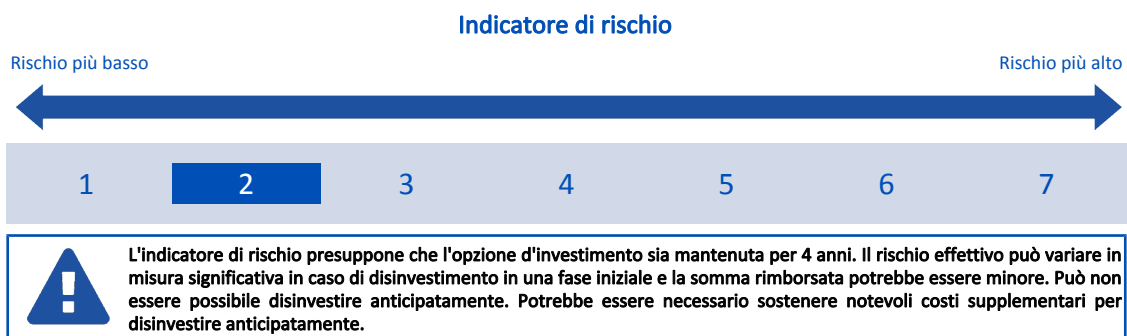 Indicatore di rischio
Rischio più basso Rischio più alto
1 2 3 4 5 6 7
L'indicatore di rischio presuppone che l'opzione d'investimento sia mantenuta per 4 anni. Il rischio effettivo può variare in
misura significativa in caso di disinvestimento in una fase iniziale e la somma rimborsata potrebbe essere minore. Può non
essere possibile disinvestire anticipatamente. Potrebbe essere necessario sostenere notevoli costi supplementari per
disinvestire anticipatamente.